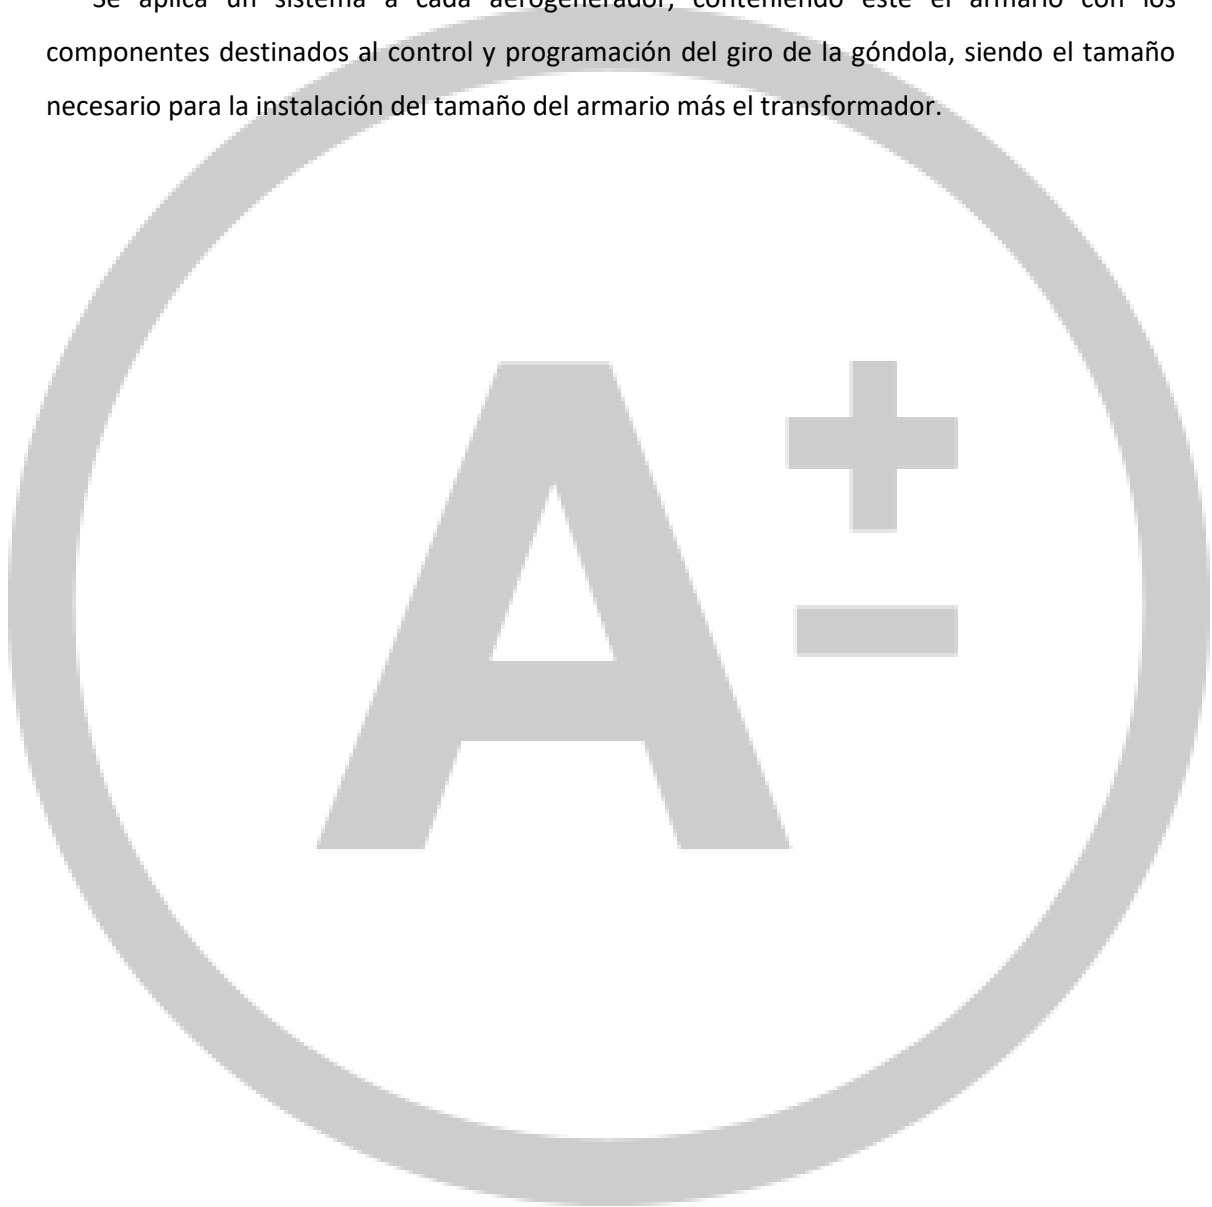 Se aplica un sistema a cada aerogenerador, conteniendo este el armario con los
componentes destinados al control y programación del giro de la góndola, siendo el tamaño
necesario para la instalación del tamaño del armario más el transformador.
A+
-